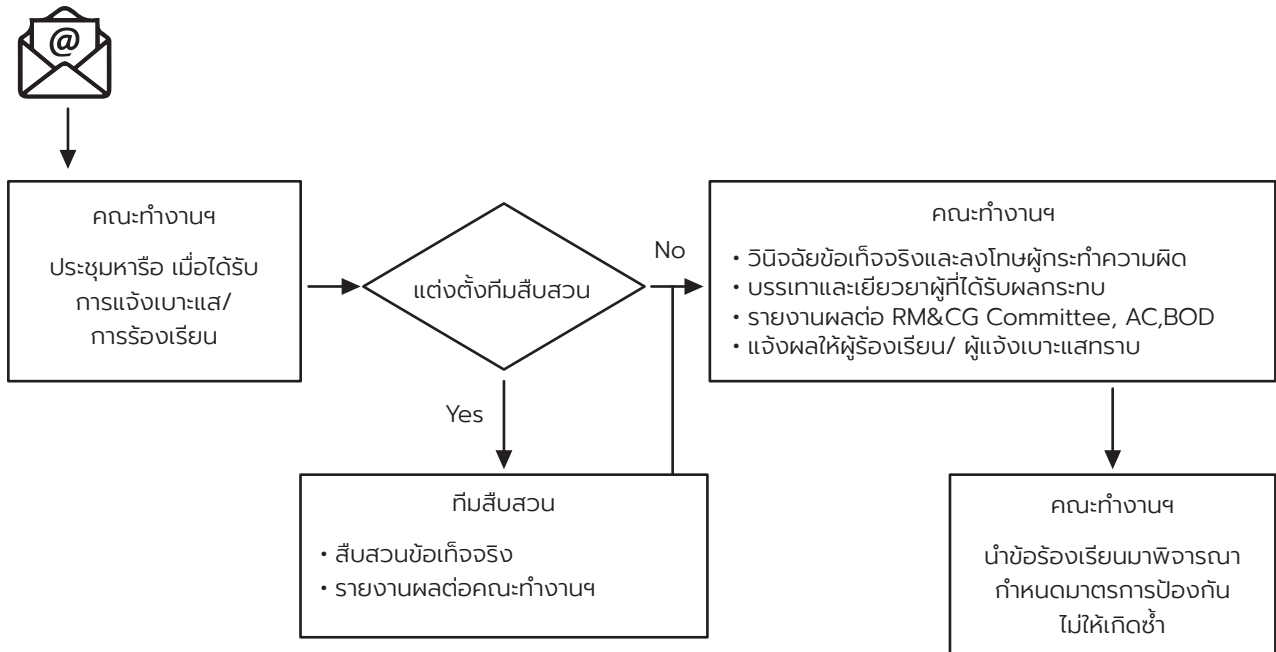 @
คณะทำงานฯ
ประชุมหารือ เมื่อได้รับ
การแจ้งเบาะแส/
การร้องเรียน
แต่งตั้งทีมสืบสวน
No
Yes
คณะทำงานฯ
• วินิจฉัยข้อเท็จจริงและลงโทษผู้กระทำความผิด
• บรรเทาและเยียวยาผู้ที่ได้รับผลกระทบ
• รายงานผลต่อ RM&CG Committee, AC,BOD
• แจ้งผลให้ผู้ร้องเรียน/ ผู้แจ้งเบาะแสทราบ
ทีมสืบสวน
• สืบสวนข้อเท็จจริง
• รายงานผลต่อคณะทำงานฯ
คณะทำงานฯ
นำข้อร้องเรียนมาพิจารณา
กำหนดมาตรการป้องกัน
ไม่ให้เกิดซ้ำ